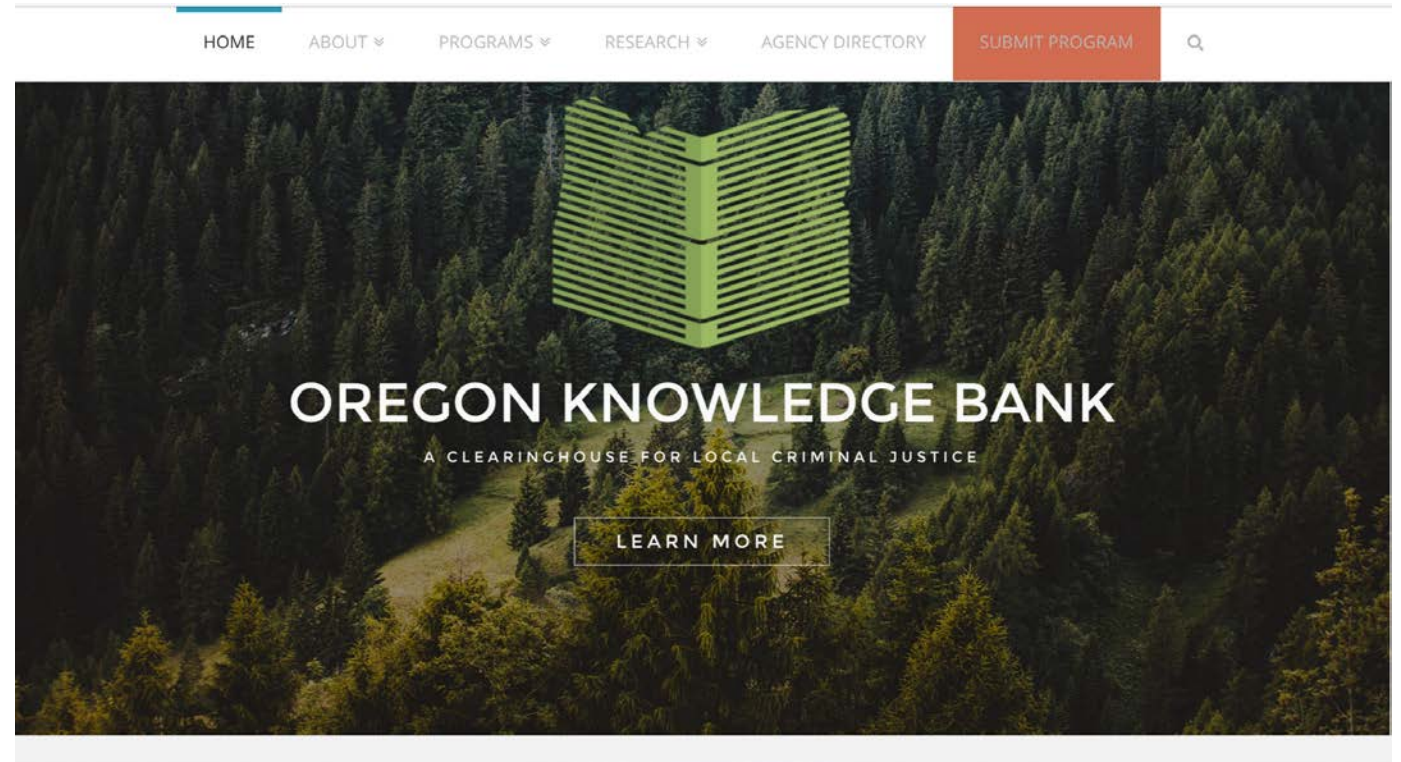 HOME ABOUT PROGRAMS RESEARCH AGENCY DIRECTORY SUBMIT PROGRAM
OREGON KNOWLEDGE BANK
A CLEARINGHOUSE FOR LOCAL CRIMINAL JUSTICE
LEARN MORE